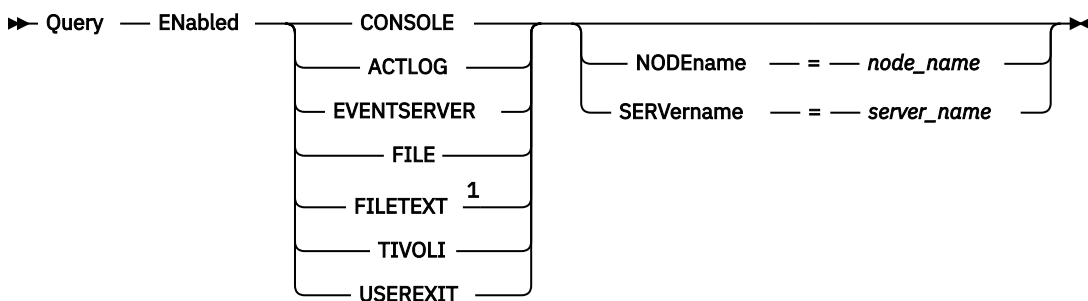 Query ENabled CONSOLE
ACTLOG NODEname = node_name
EVENTSERVER SERVername = server_name
FILE
FILETEXT 1
TIVOLI
USEREXIT